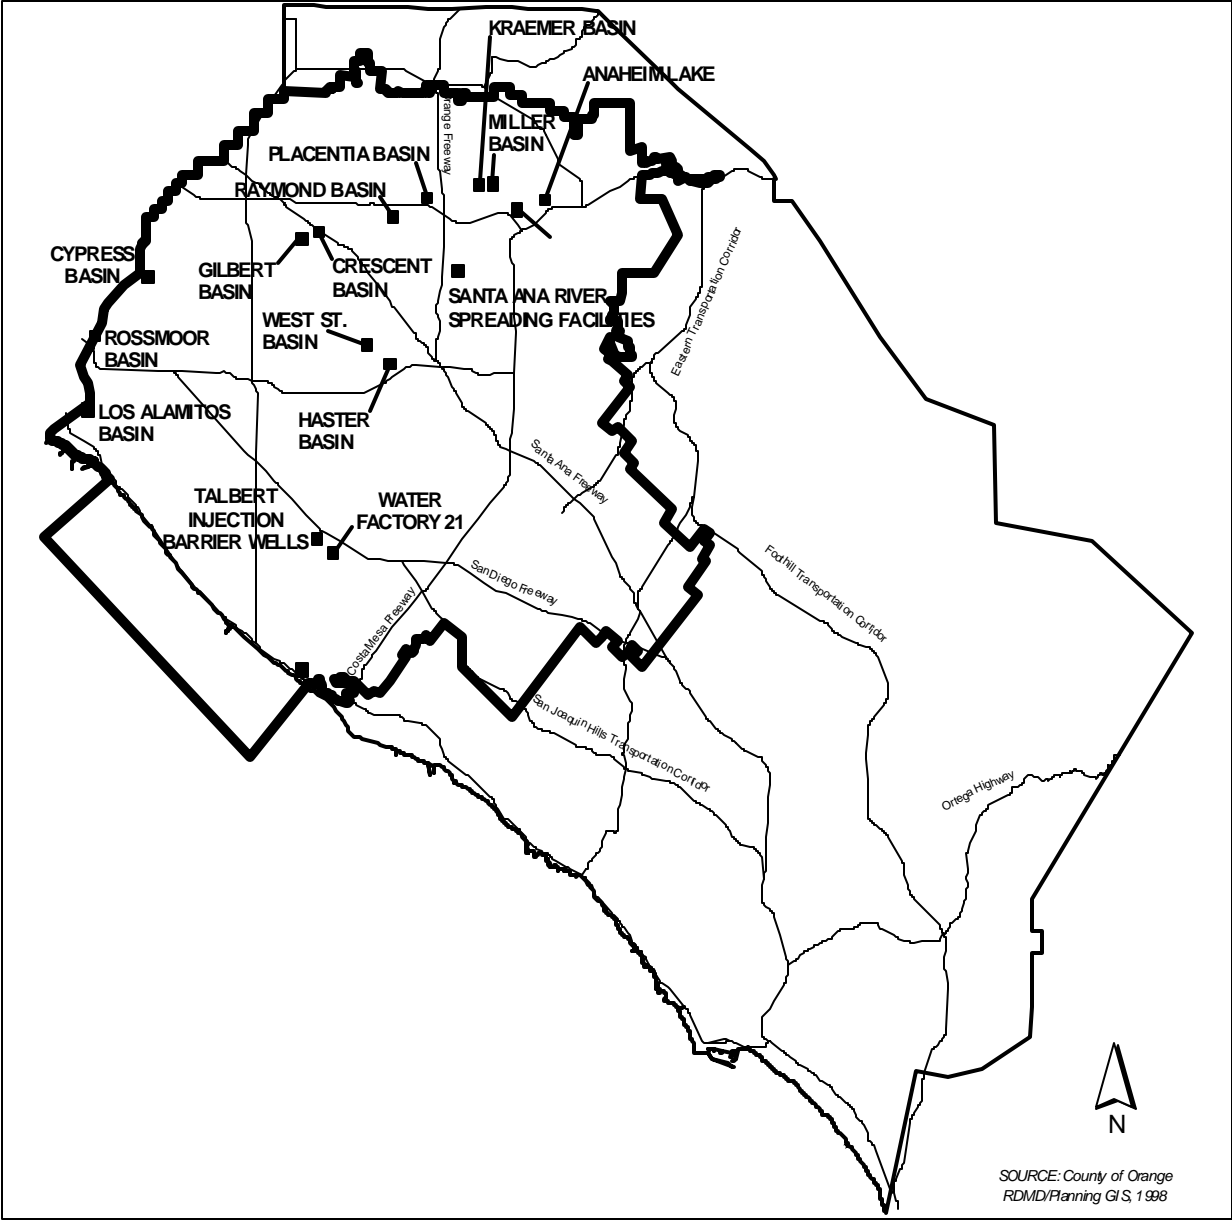 KRAEMER BASIN
ANAHEIM LAKE
MILLER
BASIN
PLACENTIA BASIN
RAYMOND BASIN
CYPRESS
BASIN
GILBERT
BASIN
CRESCENT
BASIN
SANTA ANA RIVER
SPREADING FACILITIES
WEST ST.
BASIN
ROSSMOOR
BASIN
HASTER
BASIN
LOS ALAMITOS
BASIN
TALBERT
INJECTION
BARRIER WELLS
WATER
FACTORY 21
Orange Freeway
Eastern Transportation Corridor
Santa Ana Freeway
San Diego Freeway
Costa Mesa Freeway
Foothill Transportation Corridor
San Joaquin Hills Transportation Corridor
Ortega Highway
N
SOURCE: County of Orange
RDMD/Planning GIS, 1998